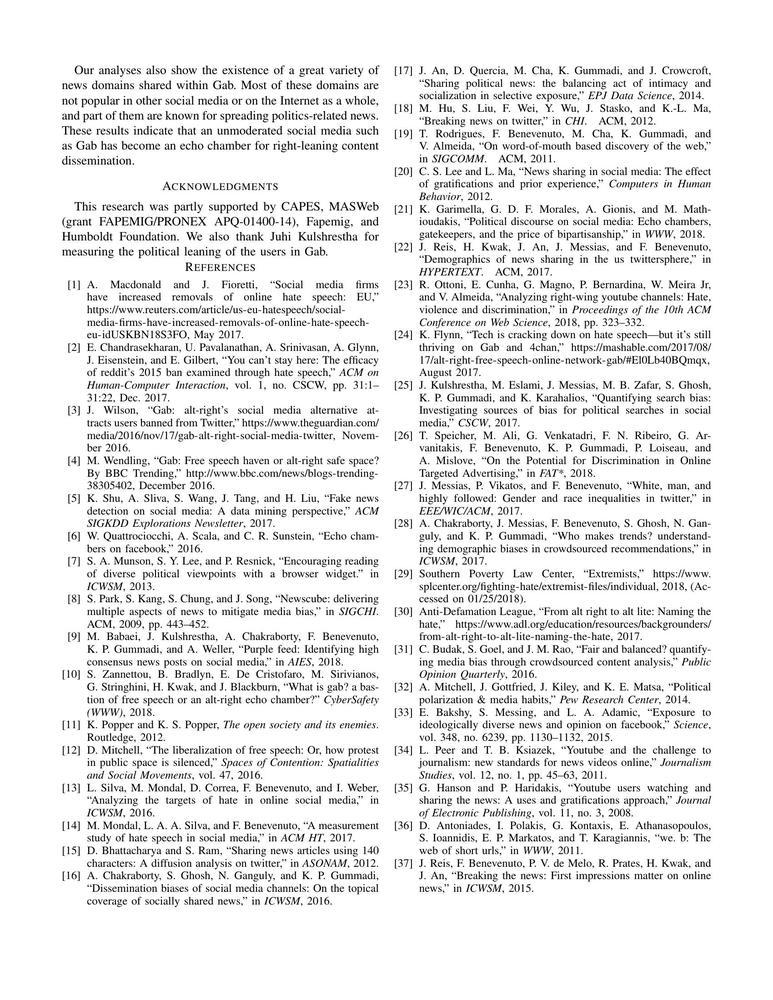 Our analyses also show the existence of a great variety of
news domains shared within Gab. Most of these domains are
not popular in other social media or on the Internet as a whole,
and part of them are known for spreading politics-related news.
These results indicate that an unmoderated social media such
as Gab has become an echo chamber for right-leaning content
dissemination.
ACKNOWLEDGMENTS
This research was partly supported by CAPES, MASWeb
(grant FAPEMIG/PRONEX APQ-01400-14), Fapemig, and
Humboldt Foundation. We also thank Juhi Kulshrestha for
measuring the political leaning of the users in Gab.
REFERENCES
[1] A. Macdonald and J. Fioretti, “Social media firms
have increased removals of online hate speech: EU,”
https://www.reuters.com/article/us-eu-hatespeech/social-
media-firms-have-increased-removals-of-online-hate-speech-
eu-idUSKBN18S3FO, May 2017.
[2] E. Chandrasekharan, U. Pavalanathan, A. Srinivasan, A. Glynn,
J. Eisenstein, and E. Gilbert, “You can’t stay here: The efficacy
of reddit’s 2015 ban examined through hate speech,” ACM on
Human-Computer Interaction, vol. 1, no. CSCW, pp. 31:1–
31:22, Dec. 2017.
[3] J. Wilson, “Gab: alt-right’s social media alternative at-
tracts users banned from Twitter,” https://www.theguardian.com/
media/2016/nov/17/gab-alt-right-social-media-twitter, Novem-
ber 2016.
[4] M. Wendling, “Gab: Free speech haven or alt-right safe space?
By BBC Trending,” http://www.bbc.com/news/blogs-trending-
38305402, December 2016.
[5] K. Shu, A. Sliva, S. Wang, J. Tang, and H. Liu, “Fake news
detection on social media: A data mining perspective,” ACM
SIGKDD Explorations Newsletter, 2017.
[6] W. Quattrociocchi, A. Scala, and C. R. Sunstein, “Echo cham-
bers on facebook,” 2016.
[7] S. A. Munson, S. Y. Lee, and P. Resnick, “Encouraging reading
of diverse political viewpoints with a browser widget.” in
ICWSM, 2013.
[8] S. Park, S. Kang, S. Chung, and J. Song, “Newscube: delivering
multiple aspects of news to mitigate media bias,” in SIGCHI.
ACM, 2009, pp. 443–452.
[9] M. Babaei, J. Kulshrestha, A. Chakraborty, F. Benevenuto,
K. P. Gummadi, and A. Weller, “Purple feed: Identifying high
consensus news posts on social media,” in AIES, 2018.
[10] S. Zannettou, B. Bradlyn, E. De Cristofaro, M. Sirivianos,
G. Stringhini, H. Kwak, and J. Blackburn, “What is gab? a bas-
tion of free speech or an alt-right echo chamber?” CyberSafety
(WWW), 2018.
[11] K. Popper and K. S. Popper, The open society and its enemies.
Routledge, 2012.
[12] D. Mitchell, “The liberalization of free speech: Or, how protest
in public space is silenced,” Spaces of Contention: Spatialities
and Social Movements, vol. 47, 2016.
[13] L. Silva, M. Mondal, D. Correa, F. Benevenuto, and I. Weber,
“Analyzing the targets of hate in online social media,” in
ICWSM, 2016.
[14] M. Mondal, L. A. A. Silva, and F. Benevenuto, “A measurement
study of hate speech in social media,” in ACM HT, 2017.
[15] D. Bhattacharya and S. Ram, “Sharing news articles using 140
characters: A diffusion analysis on twitter,” in ASONAM, 2012.
[16] A. Chakraborty, S. Ghosh, N. Ganguly, and K. P. Gummadi,
“Dissemination biases of social media channels: On the topical
coverage of socially shared news,” in ICWSM, 2016.
[17] J. An, D. Quercia, M. Cha, K. Gummadi, and J. Crowcroft,
“Sharing political news: the balancing act of intimacy and
socialization in selective exposure,” EPJ Data Science, 2014.
[18] M. Hu, S. Liu, F. Wei, Y. Wu, J. Stasko, and K.-L. Ma,
“Breaking news on twitter,” in CHI. ACM, 2012.
[19] T. Rodrigues, F. Benevenuto, M. Cha, K. Gummadi, and
V. Almeida, “On word-of-mouth based discovery of the web,”
in SIGCOMM. ACM, 2011.
[20] C. S. Lee and L. Ma, “News sharing in social media: The effect
of gratifications and prior experience,” Computers in Human
Behavior, 2012.
[21] K. Garimella, G. D. F. Morales, A. Gionis, and M. Math-
ioudakis, “Political discourse on social media: Echo chambers,
gatekeepers, and the price of bipartisanship,” in WWW, 2018.
[22] J. Reis, H. Kwak, J. An, J. Messias, and F. Benevenuto,
“Demographics of news sharing in the us twittersphere,” in
HYPERTEXT. ACM, 2017.
[23] R. Ottoni, E. Cunha, G. Magno, P. Bernardina, W. Meira Jr,
and V. Almeida, “Analyzing right-wing youtube channels: Hate,
violence and discrimination,” in Proceedings of the 10th ACM
Conference on Web Science, 2018, pp. 323–332.
[24] K. Flynn, “Tech is cracking down on hate speech—but it’s still
thriving on Gab and 4chan,” https://mashable.com/2017/08/
17/alt-right-free-speech-online-network-gab/#El0Lb40BQmqx,
August 2017.
[25] J. Kulshrestha, M. Eslami, J. Messias, M. B. Zafar, S. Ghosh,
K. P. Gummadi, and K. Karahalios, “Quantifying search bias:
Investigating sources of bias for political searches in social
media,” CSCW, 2017.
[26] T. Speicher, M. Ali, G. Venkatadri, F. N. Ribeiro, G. Ar-
vanitakis, F. Benevenuto, K. P. Gummadi, P. Loiseau, and
A. Mislove, “On the Potential for Discrimination in Online
Targeted Advertising,” in FAT*, 2018.
[27] J. Messias, P. Vikatos, and F. Benevenuto, “White, man, and
highly followed: Gender and race inequalities in twitter,” in
EEE/WIC/ACM, 2017.
[28] A. Chakraborty, J. Messias, F. Benevenuto, S. Ghosh, N. Gan-
guly, and K. P. Gummadi, “Who makes trends? understand-
ing demographic biases in crowdsourced recommendations,” in
ICWSM, 2017.
[29] Southern Poverty Law Center, “Extremists,” https://www.
splcenter.org/fighting-hate/extremist-files/individual, 2018, (Ac-
cessed on 01/25/2018).
[30] Anti-Defamation League, “From alt right to alt lite: Naming the
hate,” https://www.adl.org/education/resources/backgrounders/
from-alt-right-to-alt-lite-naming-the-hate, 2017.
[31] C. Budak, S. Goel, and J. M. Rao, “Fair and balanced? quantify-
ing media bias through crowdsourced content analysis,” Public
Opinion Quarterly, 2016.
[32] A. Mitchell, J. Gottfried, J. Kiley, and K. E. Matsa, “Political
polarization & media habits,” Pew Research Center, 2014.
[33] E. Bakshy, S. Messing, and L. A. Adamic, “Exposure to
ideologically diverse news and opinion on facebook,” Science,
vol. 348, no. 6239, pp. 1130–1132, 2015.
[34] L. Peer and T. B. Ksiazek, “Youtube and the challenge to
journalism: new standards for news videos online,” Journalism
Studies, vol. 12, no. 1, pp. 45–63, 2011.
[35] G. Hanson and P. Haridakis, “Youtube users watching and
sharing the news: A uses and gratifications approach,” Journal
of Electronic Publishing, vol. 11, no. 3, 2008.
[36] D. Antoniades, I. Polakis, G. Kontaxis, E. Athanasopoulos,
S. Ioannidis, E. P. Markatos, and T. Karagiannis, “we. b: The
web of short urls,” in WWW, 2011.
[37] J. Reis, F. Benevenuto, P. V. de Melo, R. Prates, H. Kwak, and
J. An, “Breaking the news: First impressions matter on online
news,” in ICWSM, 2015.